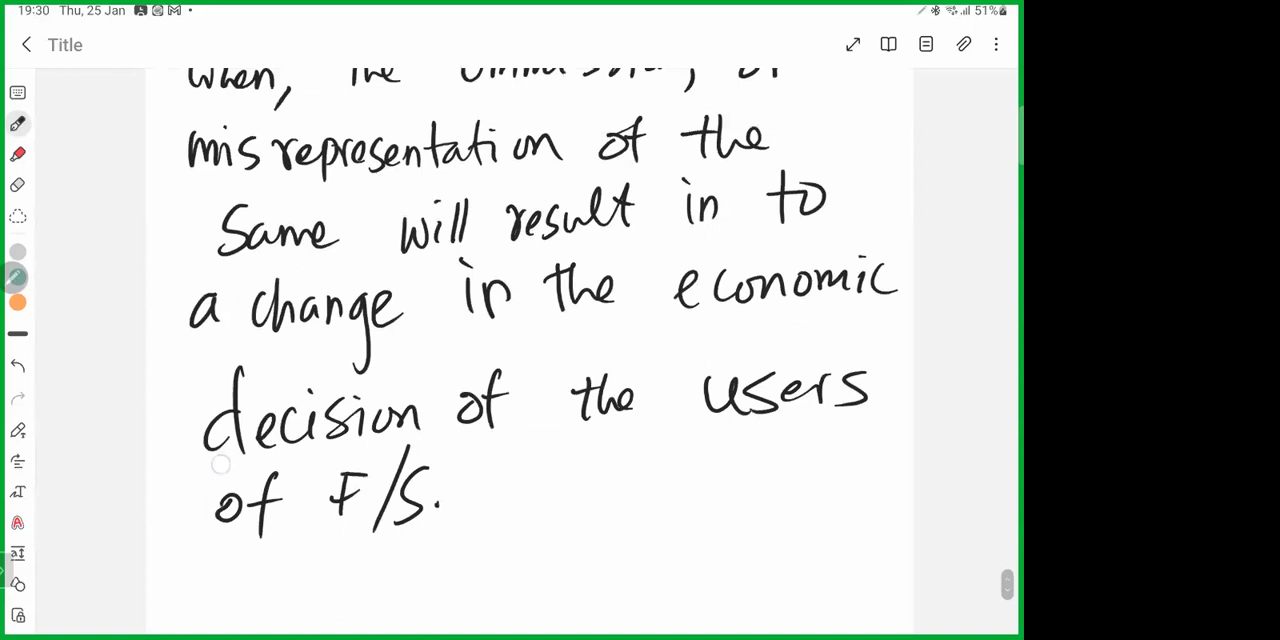 19:30 Thu, 25 Jan
51%
Title
when, the
misrepresentation of the
Same will result in to
a change in the economic
decision of the users
of F/S.